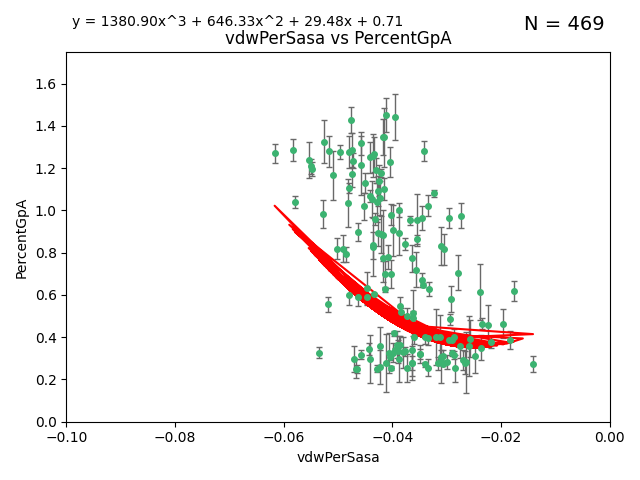 y = 1380.90x^3 + 646.33x^2 + 29.48x + 0.71
N = 469
vdwPerSasa vs PercentGpA
1.6
1.4
1.2
1.0
0.8
0.6
0.4
0.2
0.0
PercentGpA
−0.10 −0.08 −0.06 −0.04 −0.02 0.00
vdwPerSasa